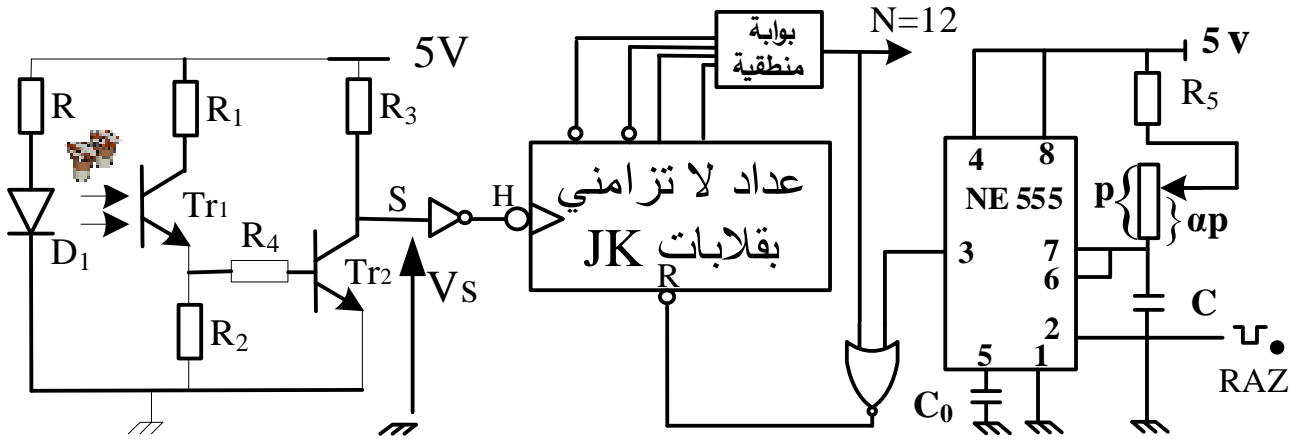 5V
R
R1
R3
D1
Tr1
R4
Tr2
R2
S
VS
H
بوابة
منطقية
N=12
عداد لا تزامني
بقلابات JK
R
5 v
R5
4
8
NE 555
p
αp
3
7
6
2
C
5
1
C0
RAZ